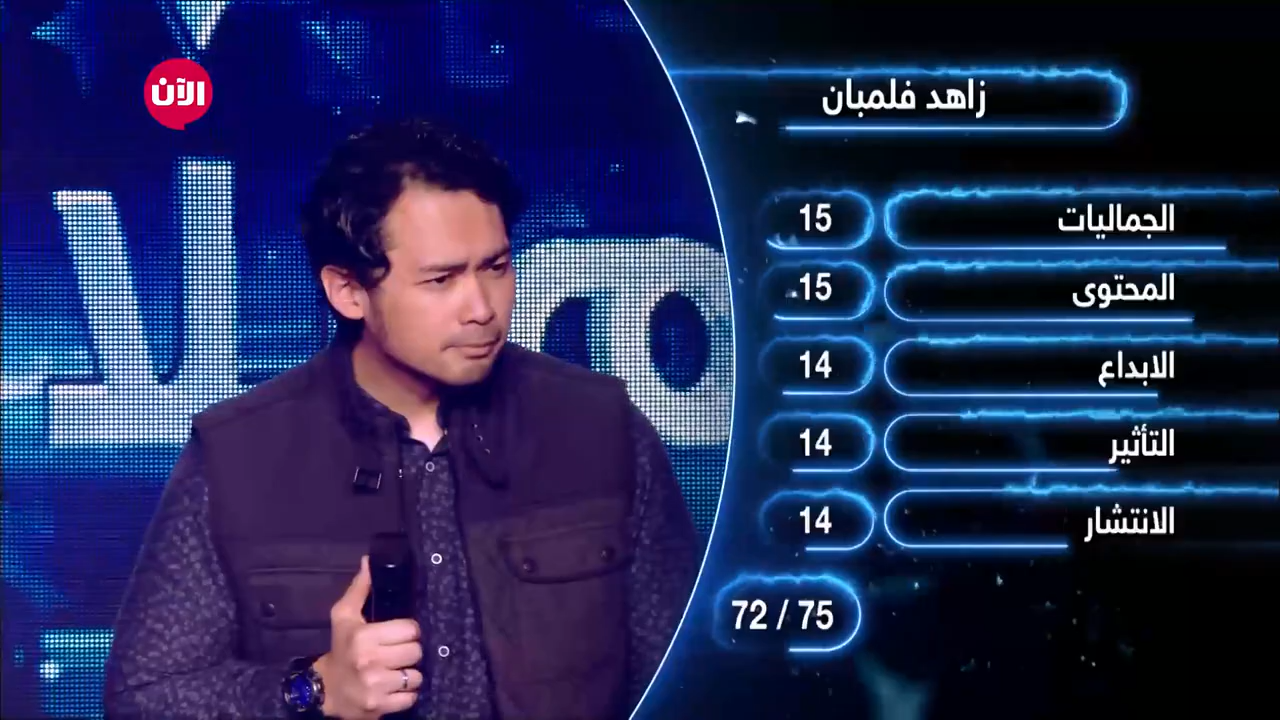 الآن
زاهد فلمبان
الجماليات 15
المحتوى 15
الابداع 14
التأثير 14
الانتشار 14
72 / 75